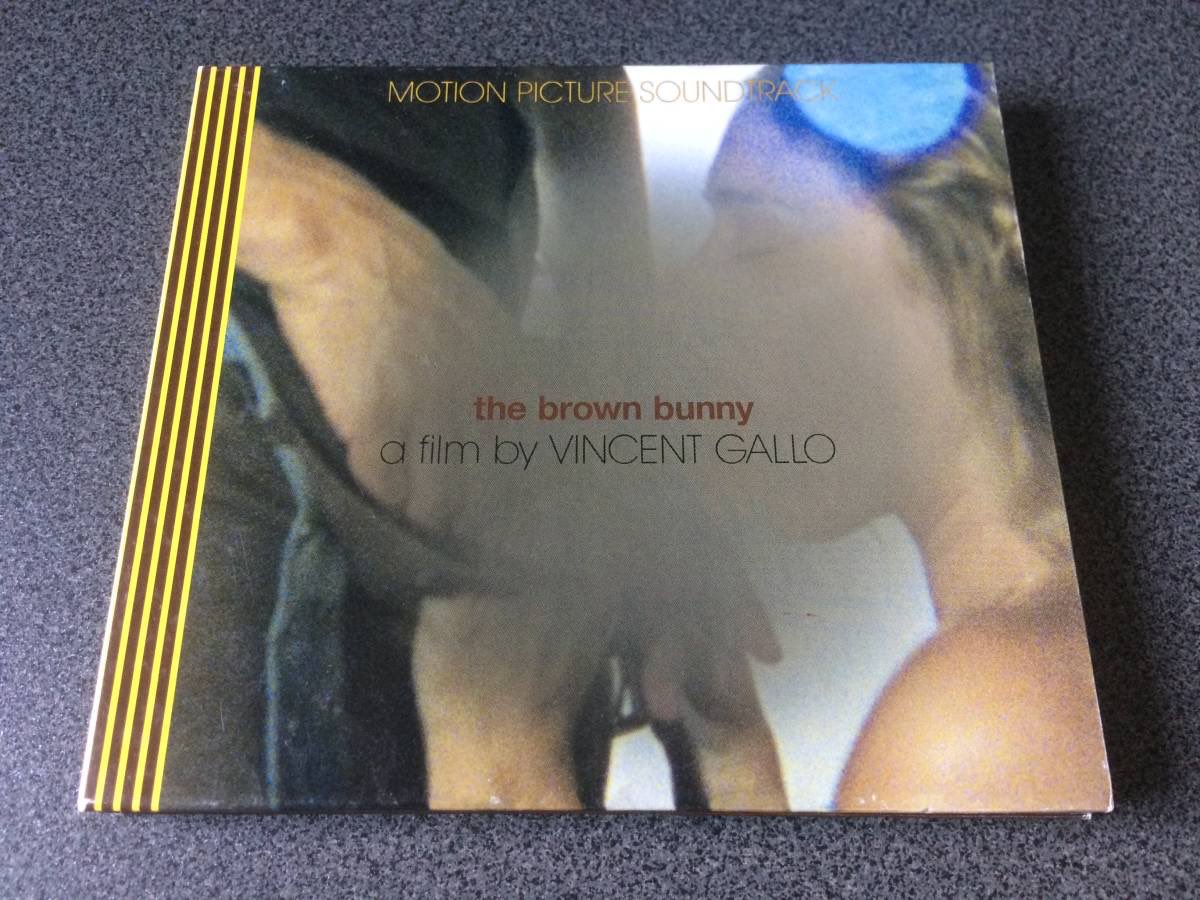 MOTION PICTURE SOUNDTRACK
the brown bunny
a film by VINCENT GALLO